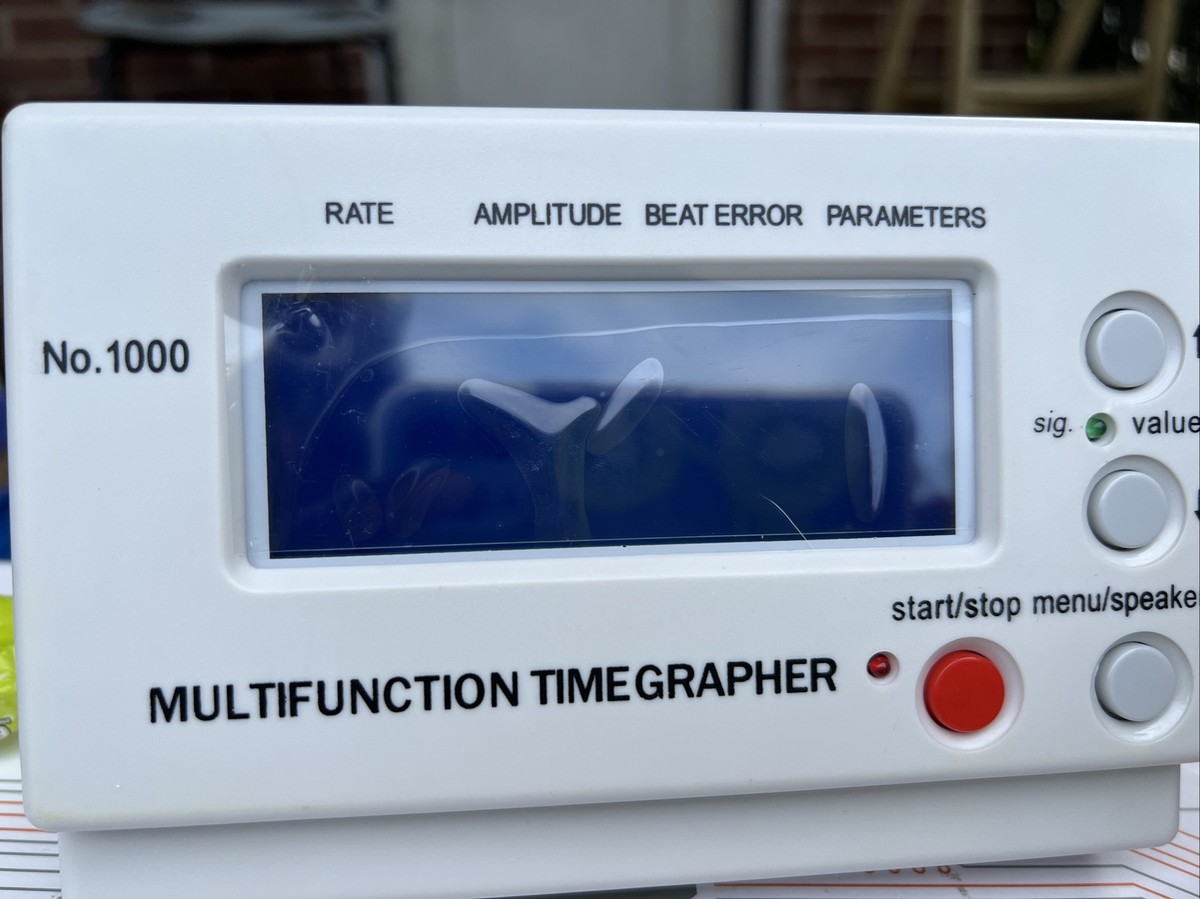 RATE AMPLITUDE BEAT ERROR PARAMETERS
No.1000
sig. value
start/stop menu/speake
MULTIFUNCTION TIMEGRAPHER